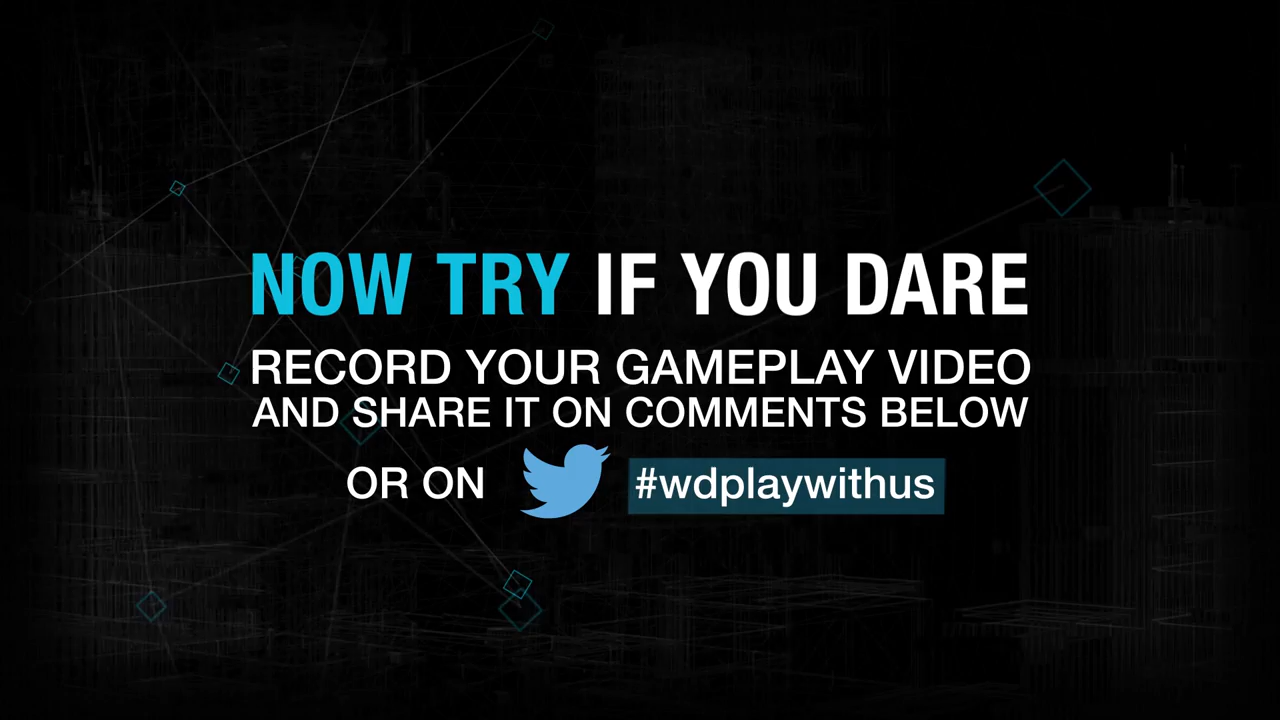 NOW TRY IF YOU DARE
RECORD YOUR GAMEPLAY VIDEO
AND SHARE IT ON COMMENTS BELOW
OR ON #wdplaywithus